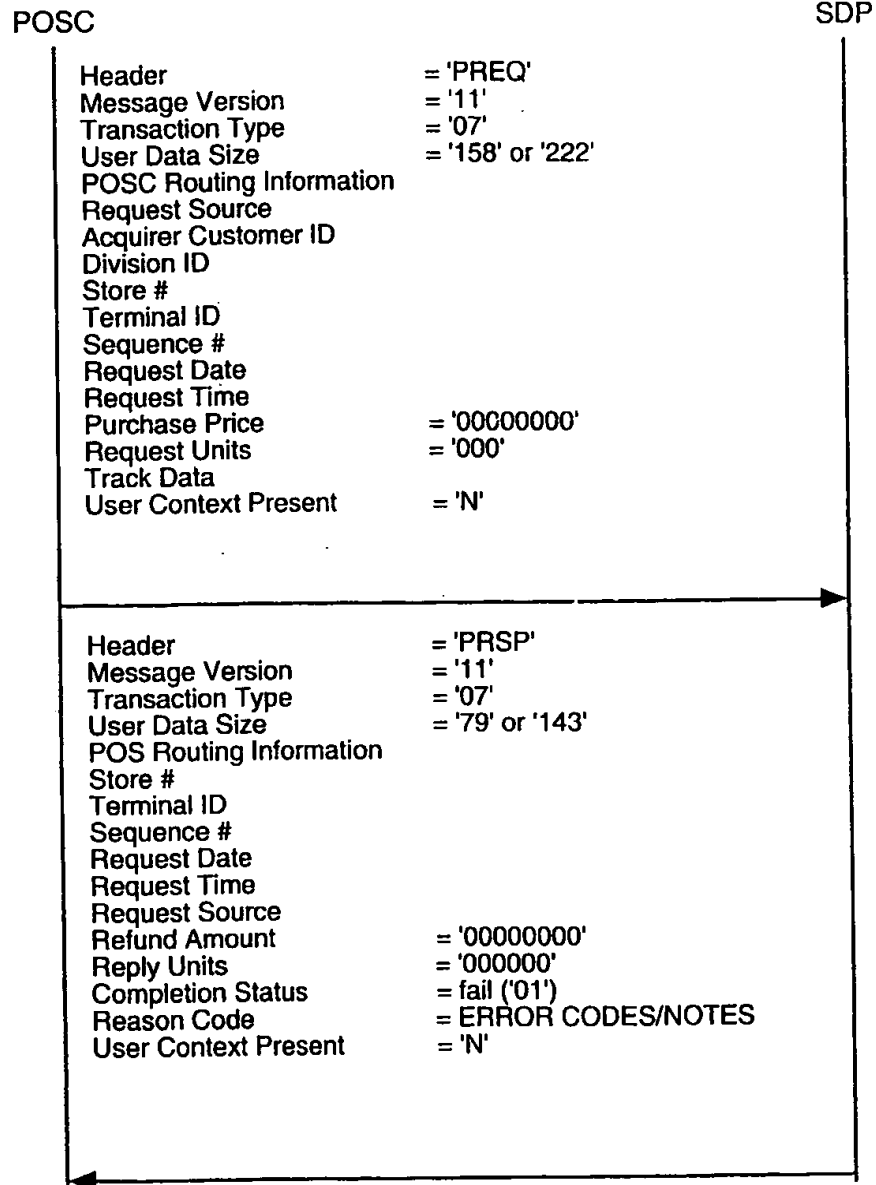 POSC SDP
Header = 'PREQ'
Message Version = '11'
Transaction Type = '07'
User Data Size = '158' or '222'
POSC Routing Information
Request Source
Acquirer Customer ID
Division ID
Store #
Terminal ID
Sequence #
Request Date
Request Time
Purchase Price = '00000000'
Request Units = '000'
Track Data
User Context Present = 'N'
Header = 'PRSP'
Message Version = '11'
Transaction Type = '07'
User Data Size = '79' or '143'
POS Routing Information
Store #
Terminal ID
Sequence #
Request Date
Request Time
Request Source
Refund Amount = '00000000'
Reply Units = '000000'
Completion Status = fail ('01')
Reason Code = ERROR CODES/NOTES
User Context Present = 'N'